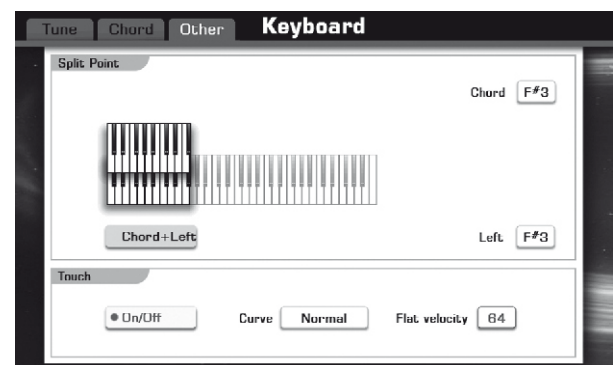 Tune Chord Other Keyboard
Split Point
Chord F#3
Chord+Left Left F#3
Touch
On/Off Curve Normal Flat velocity 64